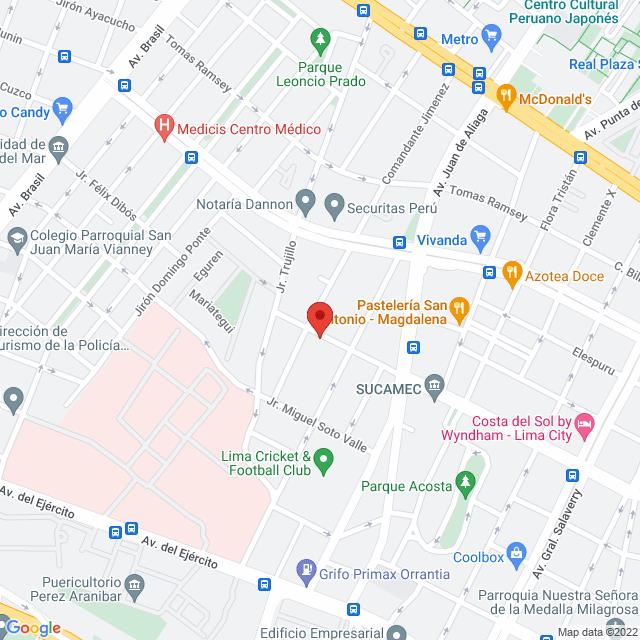 Centro Cultural
Peruano Japonés
Jirón Ayacucho
Junin
Av. Brasil
Tomas Ramsey
Metro
Parque
Leoncio Prado
Real Plaza S
Cuzco
McDonald's
o Candy
Medicis Centro Médico
Comandante Jimenez
Av. Juan de Aliaga
Av. Punta de
idad de
del Mar
Jr. Félix Dibós
Tomas Ramsey
Flora Tristán
Clemente X
Av. Brasil
Notaría Dannon
Securitas Perú
Colegio Parroquial San
Juan María Vianney
Jirón Domingo Ponte
Eguren
Jr. Trujillo
Vivanda
Azotea Doce
C. Bil
Mariategui
Pastelería San
ntonio - Magdalena
Dirección de
urismo de la Policía...
Elespuru
SUCAMEC
Jr. Miguel Soto Valle
Costa del Sol by
Wyndham - Lima City
Lima Cricket &
Football Club
Parque Acosta
Av. del Ejército
Av. del Ejército
Av. Gral. Salaverry
Coolbox
Puericultorio
Perez Aranibar
Grifo Primax Orrantia
Parroquia Nuestra Señora
de la Medalla Milagrosa
Google
Edificio Empresarial
Map data ©2022